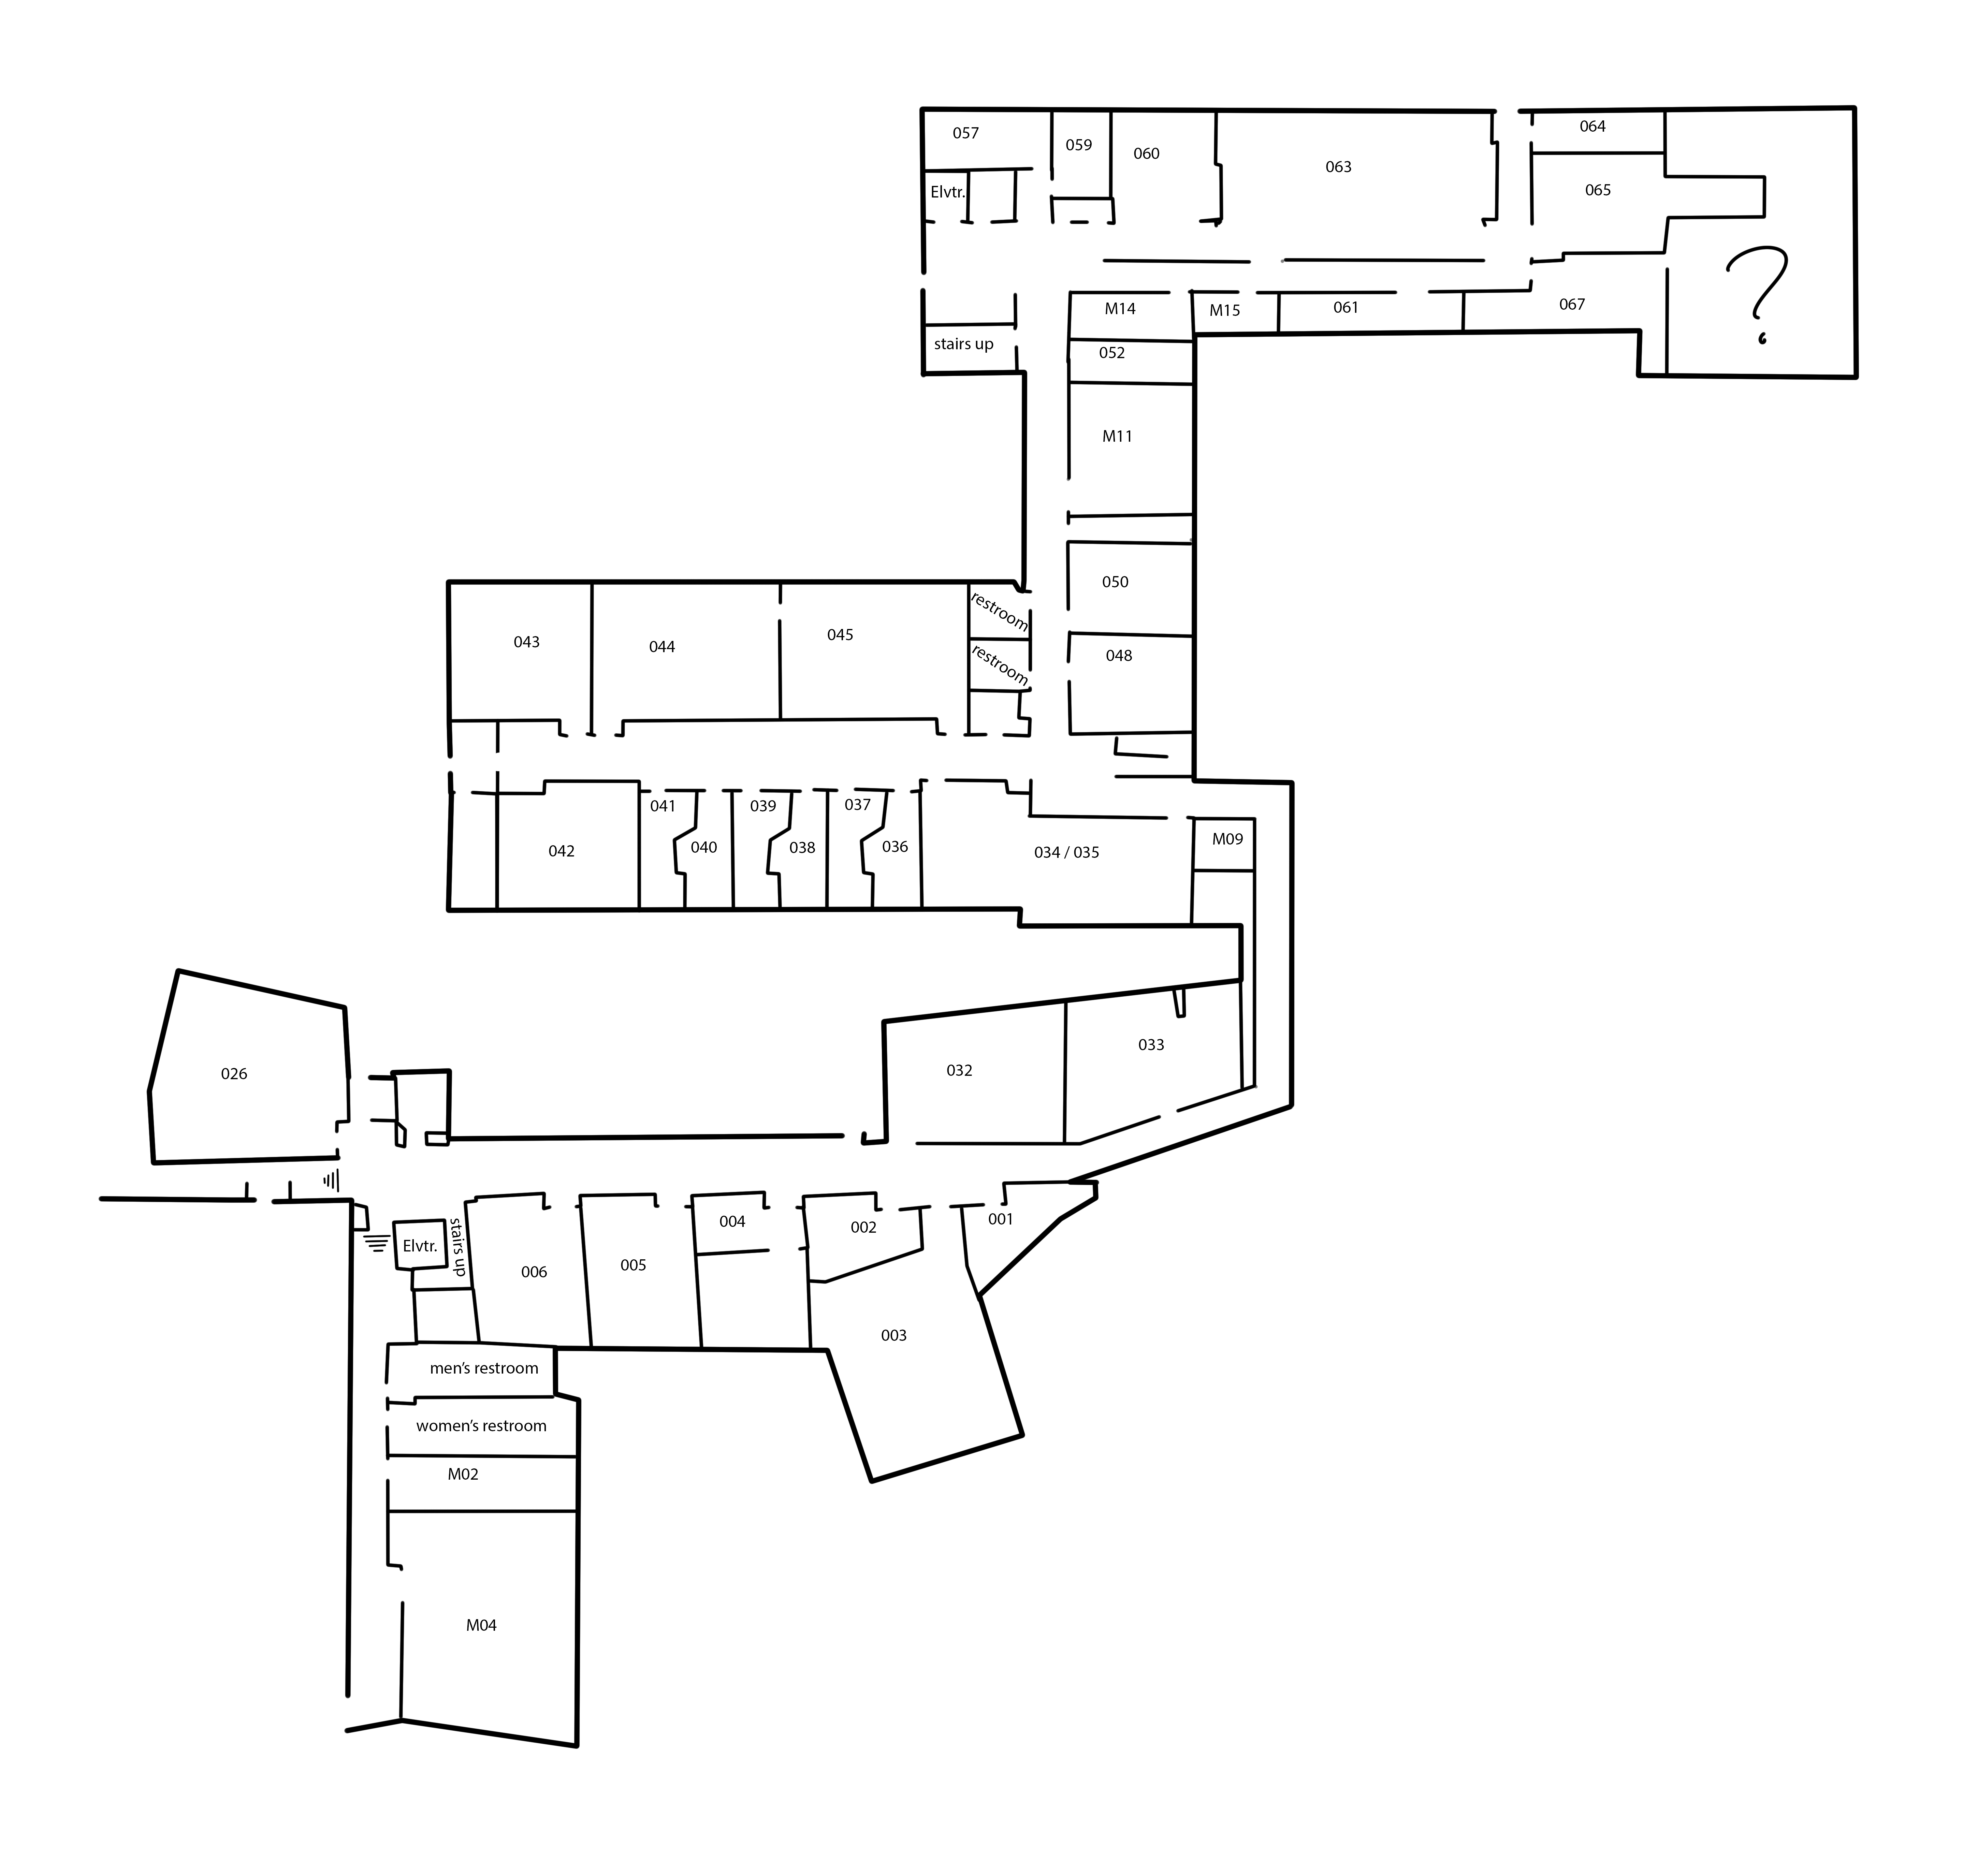 057
059
060
063
064
065
Elvtr.
M14
M15
061
067
?
stairs up
052
M11
050
restroom
restroom
048
043
044
045
041
040
039
038
037
036
042
034 / 035
M09
026
032
033
Elvtr.
stairs up
006
005
004
002
001
003
men's restroom
women's restroom
M02
M04